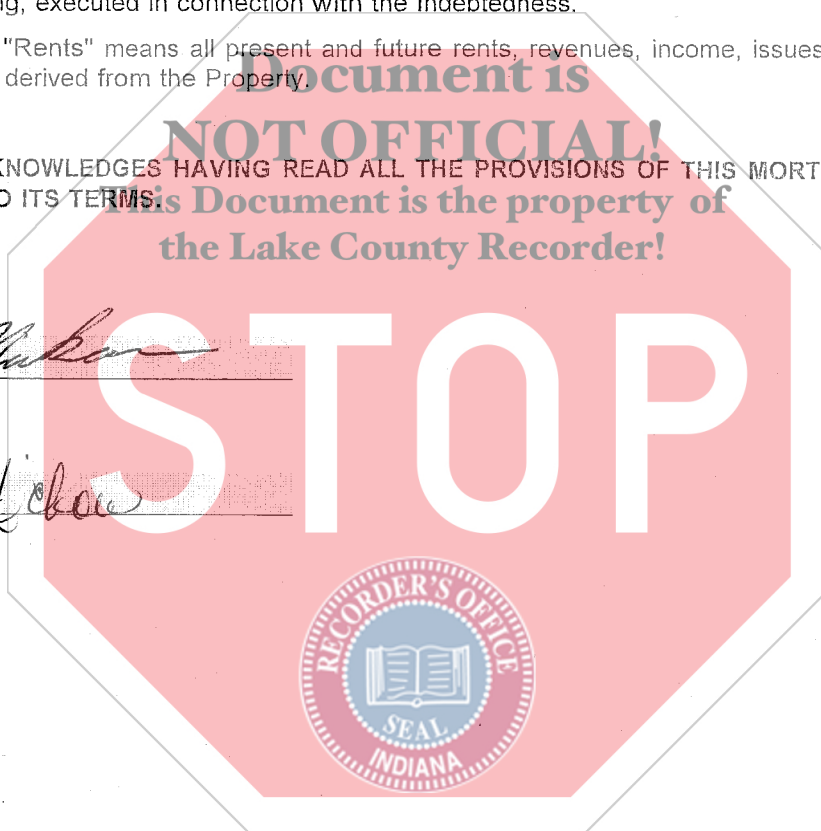 executed in connection with the Indebtedness.
"Rents" means all present and future rents, revenues, income, issues
derived from the Property.
Document is
NOT OFFICIAL!
KNOWLEDGES HAVING READ ALL THE PROVISIONS OF THIS MORT
O ITS TERMS.
This Document is the property of
the Lake County Recorder!
STOP
RECORDER'S OFFICE
SEAL
INDIANA